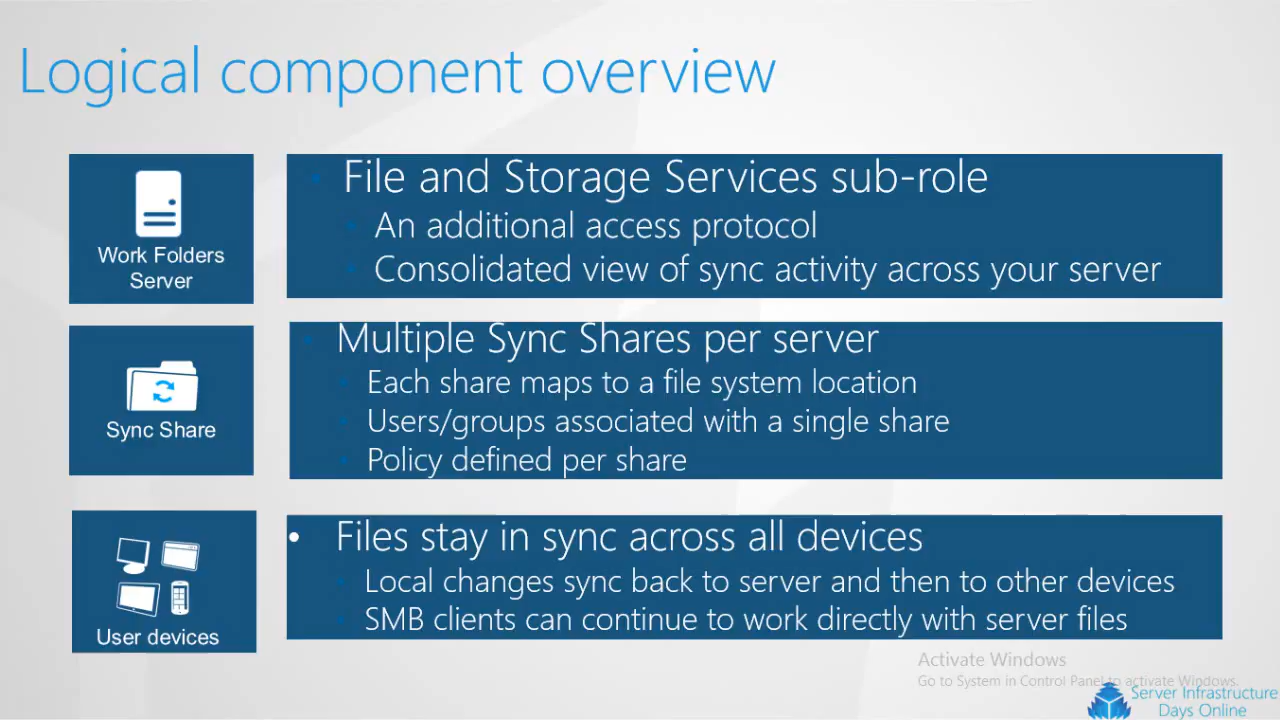 Logical component overview
Work Folders
Server
• File and Storage Services sub-role
• An additional access protocol
• Consolidated view of sync activity across your server
Sync Share
• Multiple Sync Shares per server
• Each share maps to a file system location
• Users/groups associated with a single share
• Policy defined per share
User devices
• Files stay in sync across all devices
• Local changes sync back to server and then to other devices
• SMB clients can continue to work directly with server files
Activate Windows
Go to System in Control Panel to activate Windows.
Server Infrastructure
Days Online